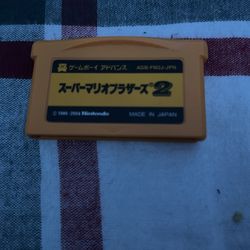 ゲームボーイ アドバンス AGB-FM2J-JPN
スーパーマリオブラザーズ 2
© 1986-2004 Nintendo MADE IN JAPAN